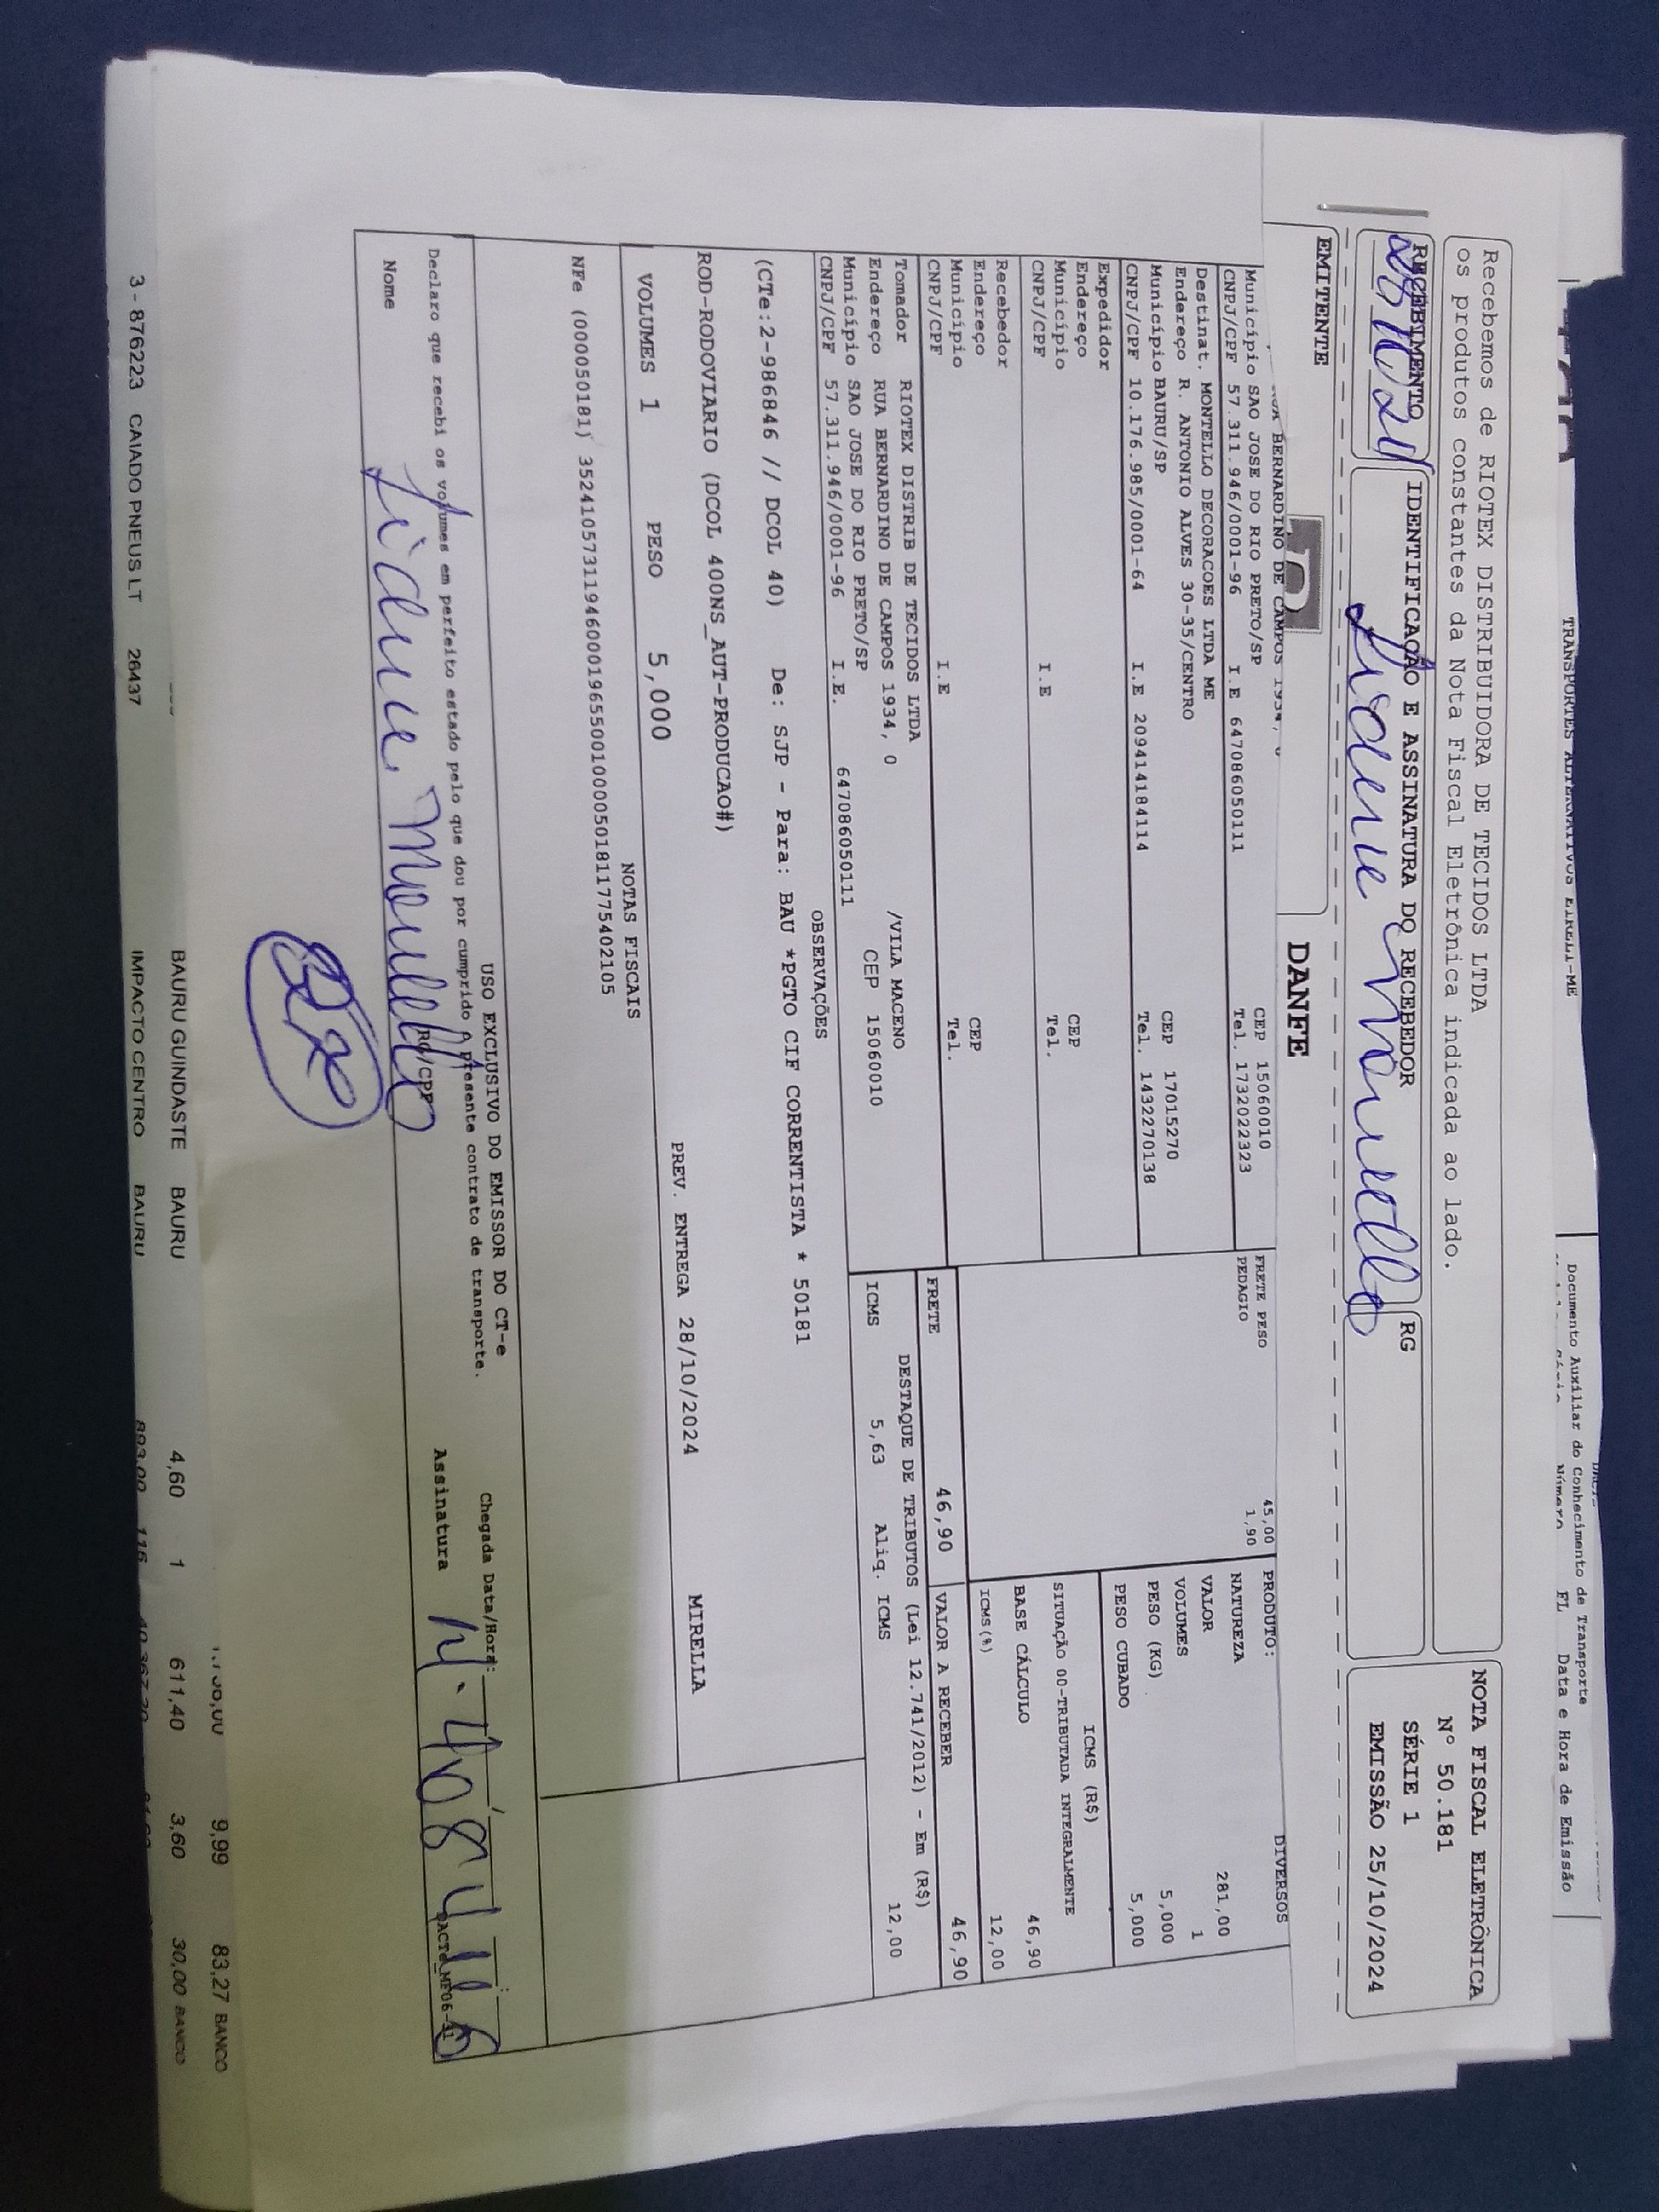 TRANSPORTES ALTERNATIVOS EIRELI-ME
Documento Auxiliar do Conhecimento de Transporte
Número FL Data e Hora de Emissão
Recebemos de RIOTEX DISTRIBUIDORA DE TECIDOS LTDA
os produtos constantes da Nota Fiscal Eletrônica indicada ao lado.
NOTA FISCAL ELETRÔNICA
Nº 50.181
SÉRIE 1
EMISSÃO 25/10/2024
RECEBIMENTO
IDENTIFICAÇÃO E ASSINATURA DO RECEBEDOR
RG
EMITENTE
DANFE
BERNARDINO DE CAMPOS 1934, 0
Município SAO JOSE DO RIO PRETO/SP CEP 15060010
CNPJ/CPF 57.311.946/0001-96 I.E 647086050111 Tel. 1732022323
Destinat. MONTELLO DECORACOES LTDA ME
Endereço R. ANTONIO ALVES 30-35/CENTRO
Município BAURU/SP CEP 17015270
CNPJ/CPF 10.176.985/0001-64 I.E 209414184114 Tel. 1432270138
Expedidor
Endereço
Município CEP
CNPJ/CPF I.E Tel.
Recebedor
Endereço
Município CEP
CNPJ/CPF I.E Tel.
Tomador RIOTEX DISTRIB DE TECIDOS LTDA
Endereço RUA BERNARDINO DE CAMPOS 1934, 0 /VILA MACENO
Município SAO JOSE DO RIO PRETO/SP CEP 15060010
CNPJ/CPF 57.311.946/0001-96 I.E. 647086050111
FRETE PESO 45,00
PEDAGIO 1,90
PRODUTO: DIVERSOS
NATUREZA
VALOR 281,00
VOLUMES 1
PESO (KG) 5,000
PESO CUBADO 5,000
ICMS (R$)
SITUAÇÃO 00-TRIBUTADA INTEGRALMENTE
BASE CÁLCULO 46,90
ICMS(%) 12,00
FRETE 46,90 VALOR A RECEBER 46,90
DESTAQUE DE TRIBUTOS (Lei 12.741/2012) - Em (R$)
ICMS 5,63 Aliq. ICMS 12,00
OBSERVAÇÕES
(CTe:2-986846 // DCOL 40) De: SJP - Para: BAU *PGTO CIF CORRENTISTA * 50181
ROD-RODOVIARIO (DCOL 400NS_AUT-PRODUCAO#)
PREV. ENTREGA 28/10/2024 MIRELLA
VOLUMES 1 PESO 5,000
NOTAS FISCAIS
NFe (000050181) 35241057311946000196550010000501811775402105
USO EXCLUSIVO DO EMISSOR DO CT-e
Declaro que recebi os volumes em perfeito estado pelo que dou por cumprido o presente contrato de transporte.
Chegada Data/Hora:
Nome RG/CPF Assinatura
BAURU GUINDASTE BAURU 4,60 1 611,40 3,60 30,00 BANCO
9,99 83,27 BANCO
3 - 876223 CAIADO PNEUS LT 26437 IMPACTO CENTRO BAURU 893,00 116